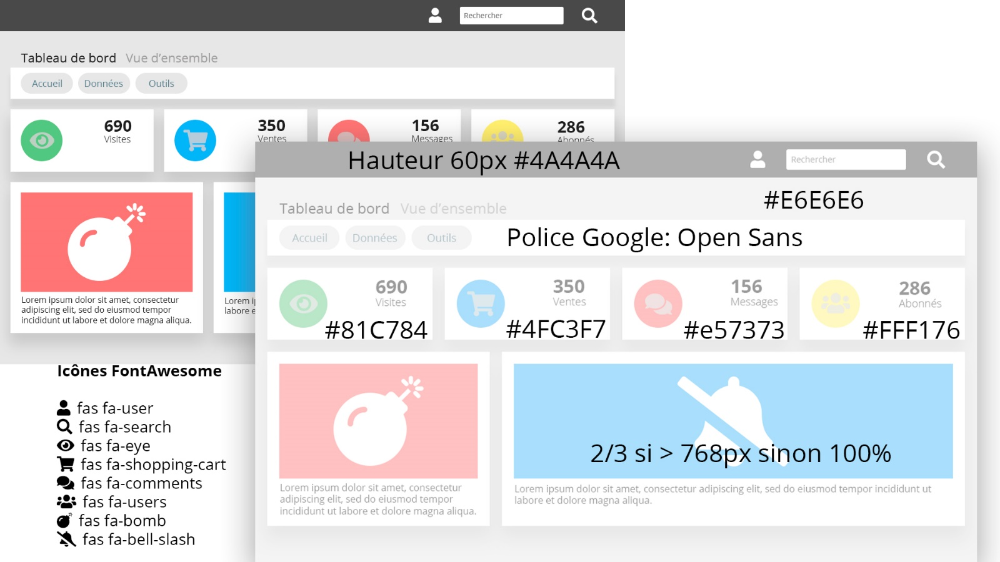 Rechercher
Tableau de bord Vue d’ensemble
Accueil Données Outils
690
Visites
350
Ventes
156
Messages
286
Abonnés
Lorem ipsum dolor sit amet, consectetur
adipiscing elit, sed do eiusmod tempor
incididunt ut labore et dolore magna aliqua.
Lorem i
labore e
Icônes FontAwesome
fas fa-user
fas fa-search
fas fa-eye
fas fa-shopping-cart
fas fa-comments
fas fa-users
fas fa-bomb
fas fa-bell-slash
Hauteur 60px #4A4A4A
Rechercher
#E6E6E6
Tableau de bord Vue d’ensemble
Accueil Données Outils
Police Google: Open Sans
690
Visites
#81C784
350
Ventes
#4FC3F7
156
Messages
#e57373
286
Abonnés
#FFF176
Lorem ipsum dolor sit amet, consectetur
adipiscing elit, sed do eiusmod tempor
incididunt ut labore et dolore magna aliqua.
2/3 si > 768px sinon 100%
Lorem ipsum dolor sit amet, consectetur adipiscing elit, sed do eiusmod tempor incididunt ut
labore et dolore magna aliqua.